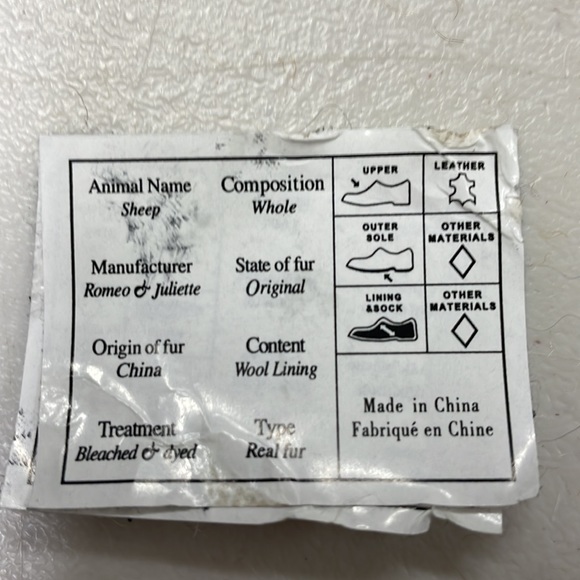 Animal Name
Sheep
Composition
Whole
Manufacturer
Romeo & Juliette
State of fur
Original
Origin of fur
China
Content
Wool Lining
Treatment
Bleached & dyed
Type
Real fur
UPPER
LEATHER
OUTER
SOLE
OTHER
MATERIALS
LINING
&SOCK
OTHER
MATERIALS
Made in China
Fabriqué en Chine